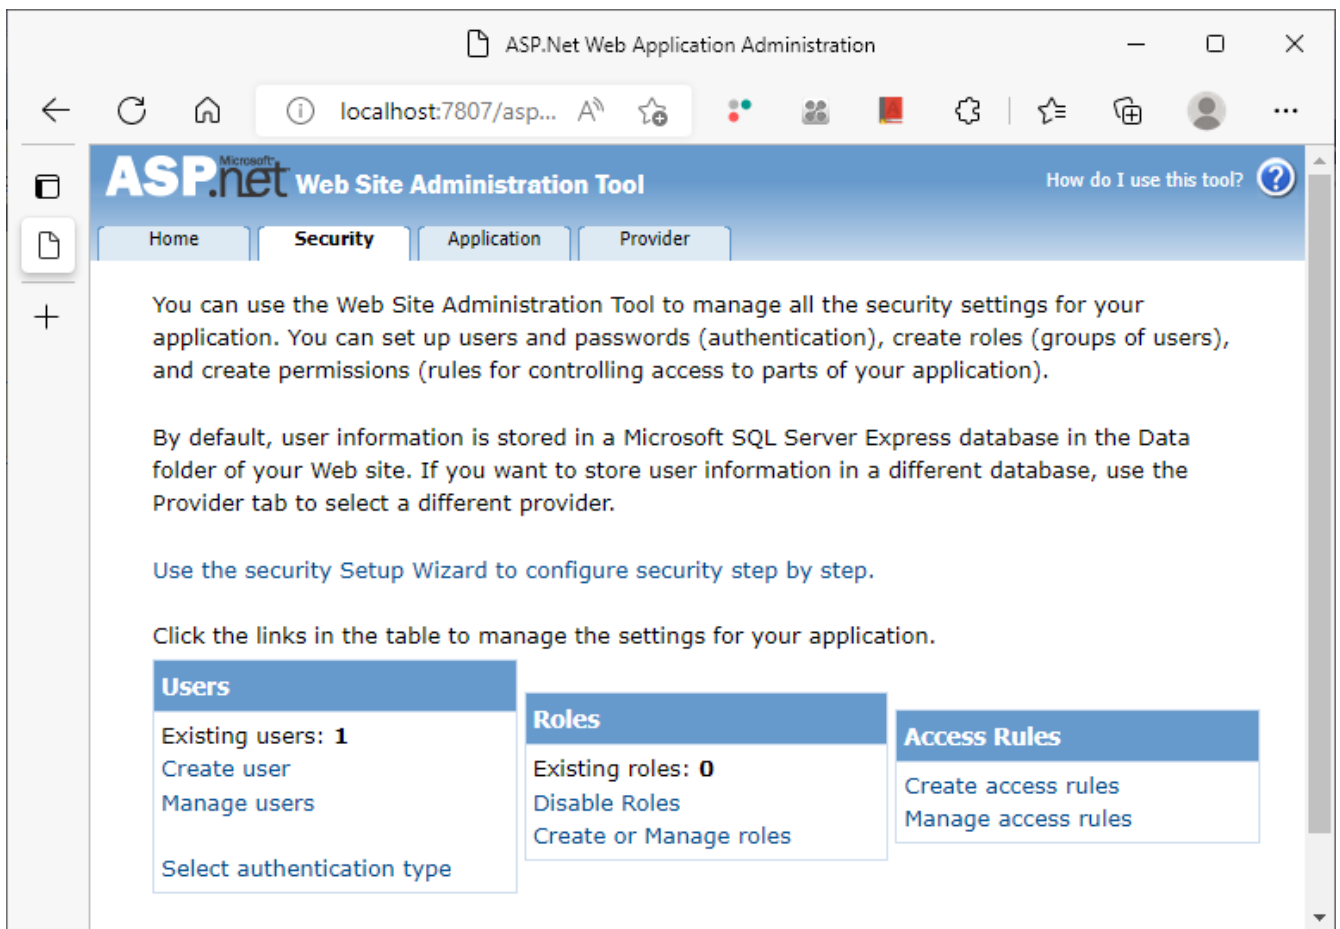 ASP.Net Web Application Administration
localhost:7807/asp...
Microsoft
ASP.net Web Site Administration Tool
How do I use this tool?
Home Security Application Provider
You can use the Web Site Administration Tool to manage all the security settings for your
application. You can set up users and passwords (authentication), create roles (groups of users),
and create permissions (rules for controlling access to parts of your application).
By default, user information is stored in a Microsoft SQL Server Express database in the Data
folder of your Web site. If you want to store user information in a different database, use the
Provider tab to select a different provider.
Use the security Setup Wizard to configure security step by step.
Click the links in the table to manage the settings for your application.
Users
Existing users: 1
Create user
Manage users
Select authentication type
Roles
Existing roles: 0
Disable Roles
Create or Manage roles
Access Rules
Create access rules
Manage access rules